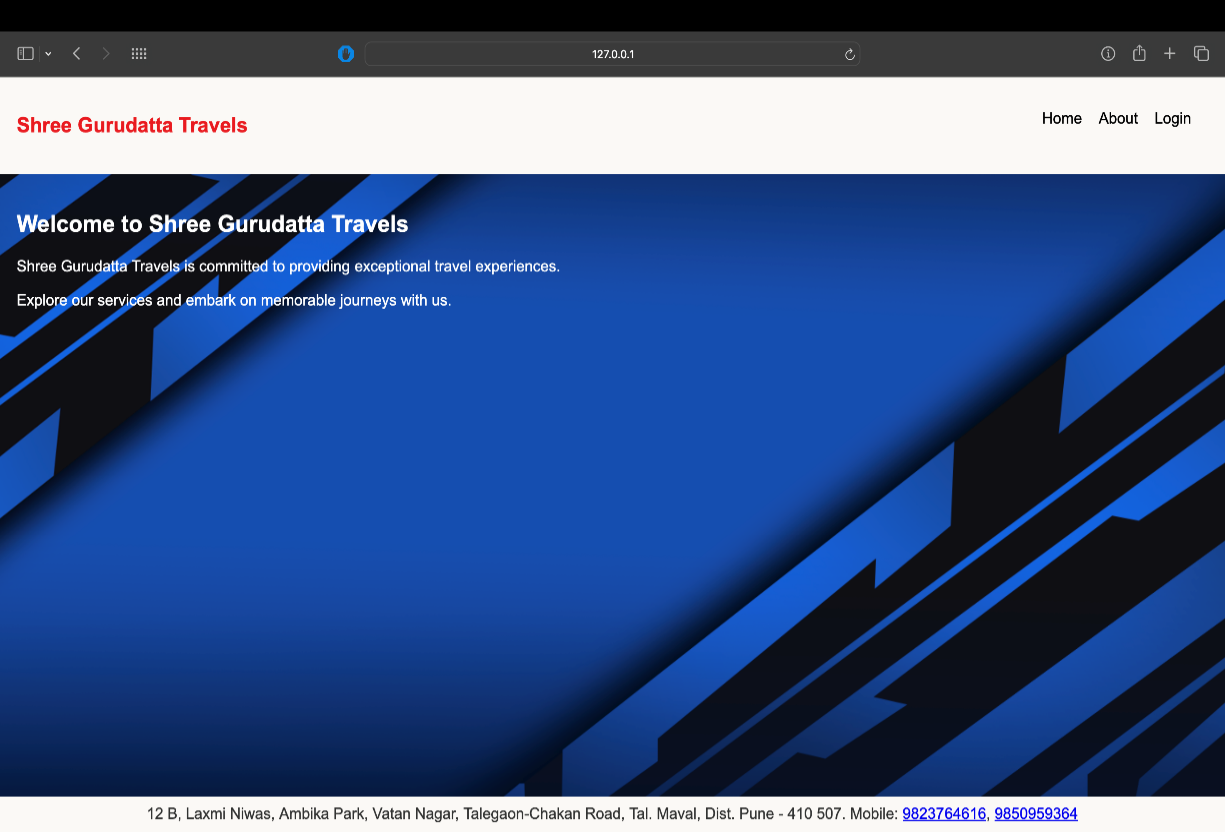 127.0.0.1
Shree Gurudatta Travels
Home About Login
Welcome to Shree Gurudatta Travels
Shree Gurudatta Travels is committed to providing exceptional travel experiences.
Explore our services and embark on memorable journeys with us.
12 B, Laxmi Niwas, Ambika Park, Vatan Nagar, Talegaon-Chakan Road, Tal. Maval, Dist. Pune - 410 507. Mobile: 9823764616, 9850959364